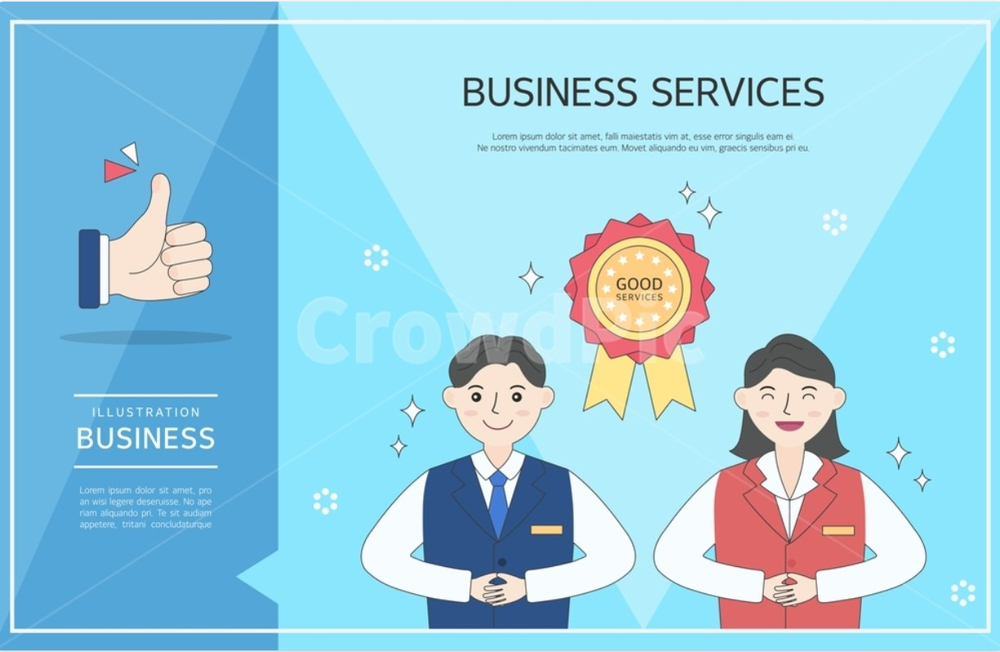 ILLUSTRATION
BUSINESS
Lorem ipsum dolor sit amet, pro
an wisi legere deseruisse. No ape
riam aliquando pri. Te sit audiam
appetere, tritani concludaturque
BUSINESS SERVICES
Lorem ipsum dolor sit amet, falli maiestatis vim at, esse error singulis eam ei.
Ne nostro vivendum tacimates eum. Movet aliquando eu vim, graecis sensibus pri eu.
GOOD
SERVICES
CrowdPic